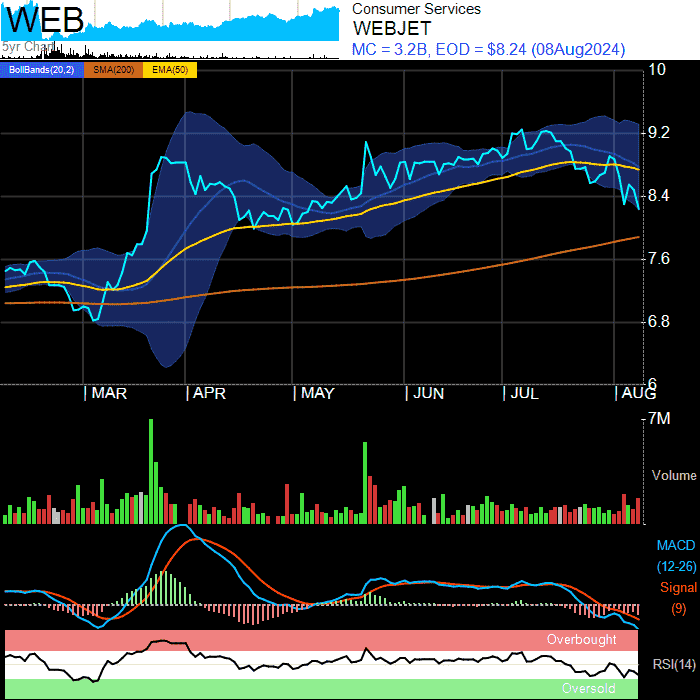 WEB
5yr Chart
Consumer Services
WEBJET
MC = 3.2B, EOD = $8.24 (08Aug2024)
BollBands(20,2) SMA(200) EMA(50)
10
9.2
8.4
7.6
6.8
6
MAR APR MAY JUN JUL AUG
7M
Volume
MACD
(12-26)
Signal
(9)
Overbought
RSI(14)
Oversold